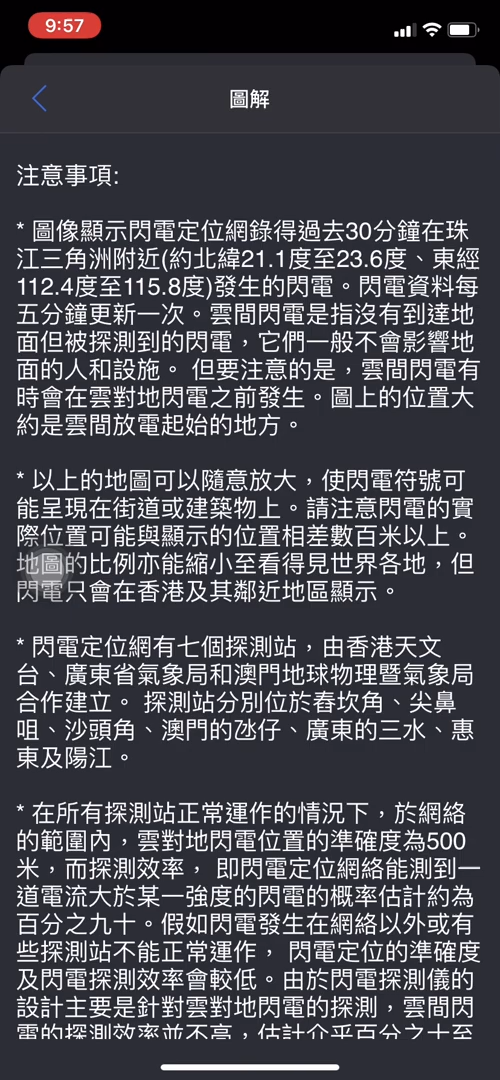 9:57
圖解
注意事項:
* 圖像顯示閃電定位網錄得過去30分鐘在珠
江三角洲附近(約北緯21.1度至23.6度、東經
112.4度至115.8度)發生的閃電。閃電資料每
五分鐘更新一次。雲間閃電是指沒有到達地
面但被探測到的閃電，它們一般不會影響地
面的人和設施。 但要注意的是，雲間閃電有
時會在雲對地閃電之前發生。圖上的位置大
約是雲間放電起始的地方。
* 以上的地圖可以隨意放大，使閃電符號可
能呈現在街道或建築物上。請注意閃電的實
際位置可能與顯示的位置相差數百米以上。
地圖的比例亦能縮小至看得見世界各地，但
閃電只會在香港及其鄰近地區顯示。
* 閃電定位網有七個探測站，由香港天文
台、廣東省氣象局和澳門地球物理暨氣象局
合作建立。 探測站分別位於舂坎角、尖鼻
咀、沙頭角、澳門的氹仔、廣東的三水、惠
東及陽江。
* 在所有探測站正常運作的情況下，於網絡
的範圍內，雲對地閃電位置的準確度為500
米，而探測效率， 即閃電定位網絡能測到一
道電流大於某一強度的閃電的概率估計約為
百分之九十。假如閃電發生在網絡以外或有
些探測站不能正常運作， 閃電定位的準確度
及閃電探測效率會較低。由於閃電探測儀的
設計主要是針對雲對地閃電的探測，雲間閃
電的探測效率並不高，估計介乎百分之十至